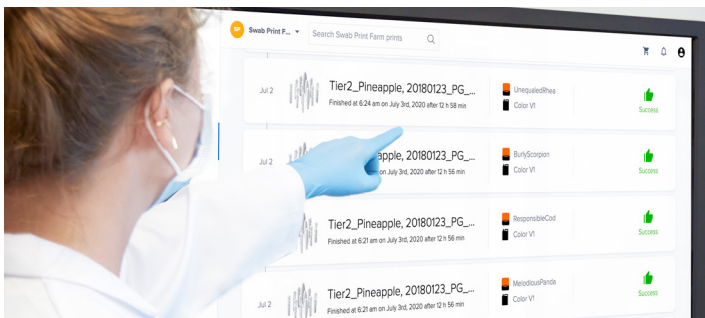 SP Swab Print F...
Search Swab Print Farm prints
Jul 2
Tier2_Pineapple, 20180123_PG_...
Finished at 6:24 am on July 3rd, 2020 after 12 h 58 min
UnequaledRhea
Color V1
Success
Jul 2
apple, 20180123_PG_...
on July 3rd, 2020 after 12 h 56 min
BurlyScorpion
Color V1
Success
Tier2_Pineapple, 20180123_PG_...
Finished at 6:21 am on July 3rd, 2020 after 12 h 56 min
ResponsibleCod
Color V1
Success
Jul 2
Tier2_Pineapple, 20180123_PG_...
Finished at 6:21 am on July 3rd, 2020 after 12 h 56 min
MelodiousPanda
Color V1
Success